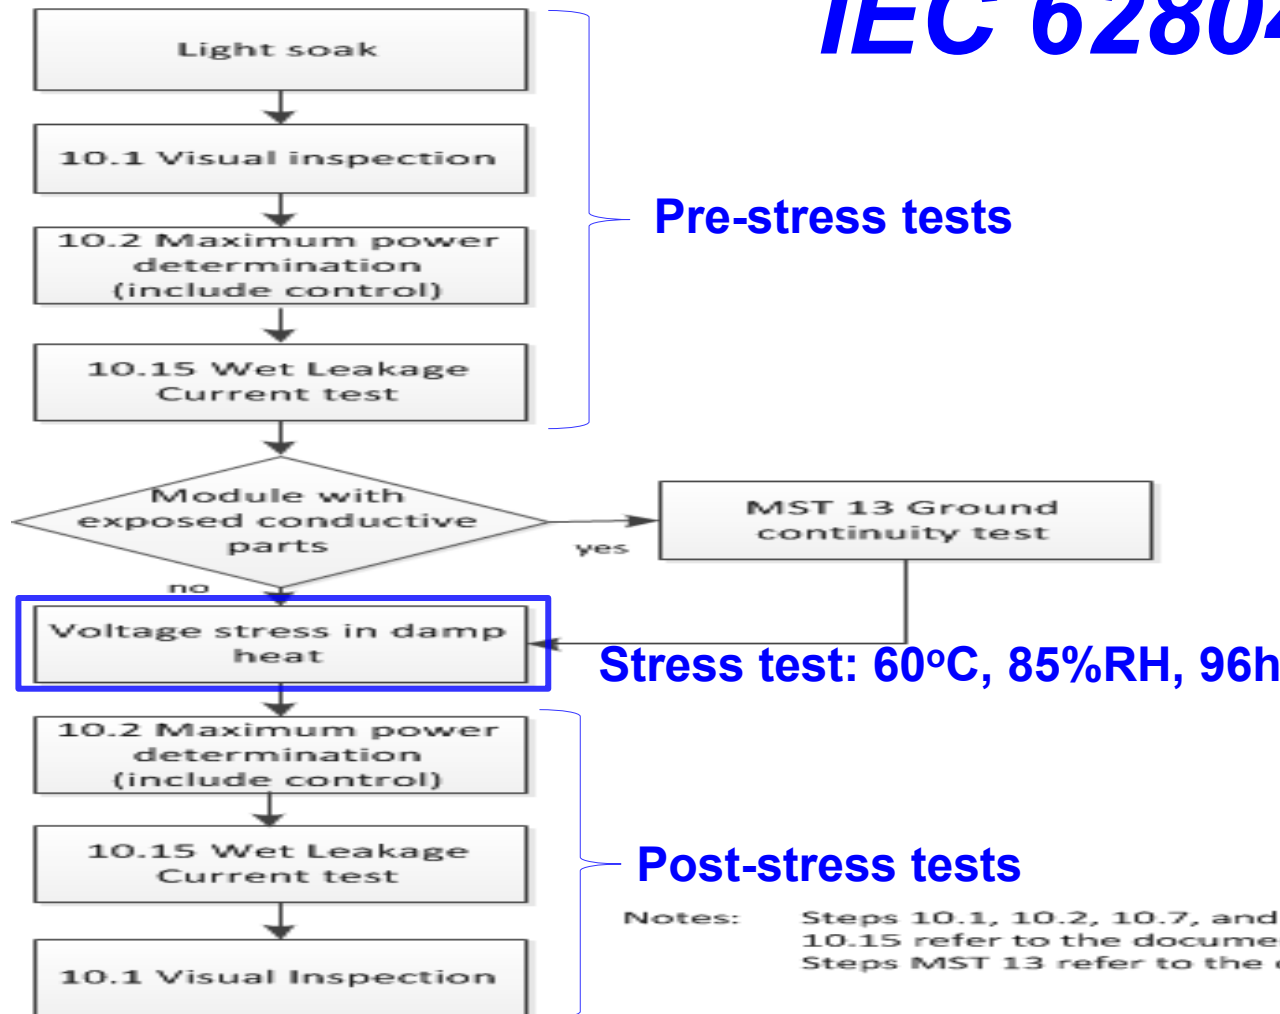 IEC 6280
Light soak
10.1 Visual inspection
Pre-stress tests
10.2 Maximum power
determination
(include control)
10.15 Wet Leakage
Current test
Module with
exposed conductive
parts
yes
MST 13 Ground
continuity test
no
Voltage stress in damp
heat
Stress test: 60°C, 85%RH, 96h
10.2 Maximum power
determination
(include control)
10.15 Wet Leakage
Current test
Post-stress tests
Notes: Steps 10.1, 10.2, 10.7, and
10.15 refer to the
Steps MST 13 refer to the
10.1 Visual Inspection